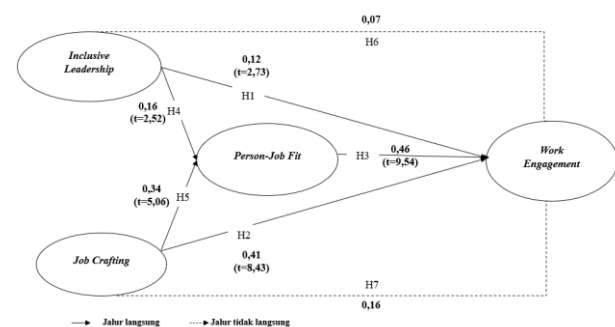 0,07
H6
Inclusive
Leadership
0,12
(t=2,73)
H1
0,16
(t=2,52)
H4
Person-Job Fit
H3
0,46
(t=9,54)
Work
Engagement
0,34
(t=5,06)
H5
H2
0,41
(t=8,43)
Job Crafting
H7
0,16
Jalur langsung
Jalur tidak langsung